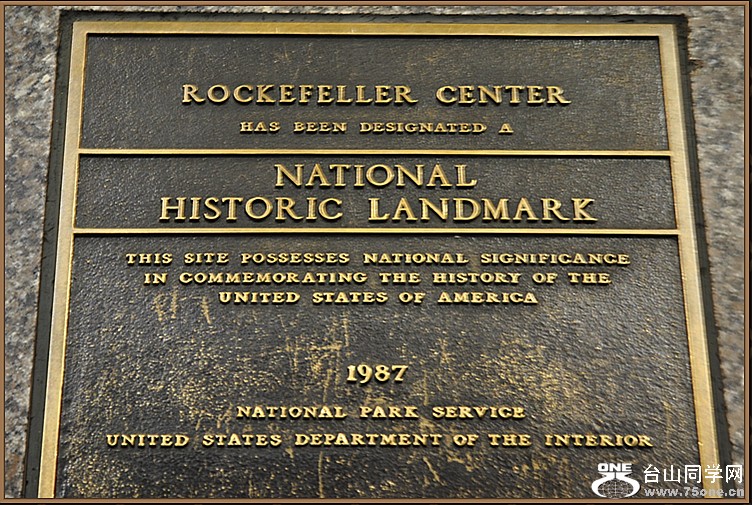 ROCKEFELLER CENTER
HAS BEEN DESIGNATED A
NATIONAL
HISTORIC LANDMARK
THIS SITE POSSESSES NATIONAL SIGNIFICANCE
IN COMMEMORATING THE HISTORY OF THE
UNITED STATES OF AMERICA
1987
NATIONAL PARK SERVICE
UNITED STATES DEPARTMENT OF THE INTERIOR
ONE 台山同学网
www.75one.cn